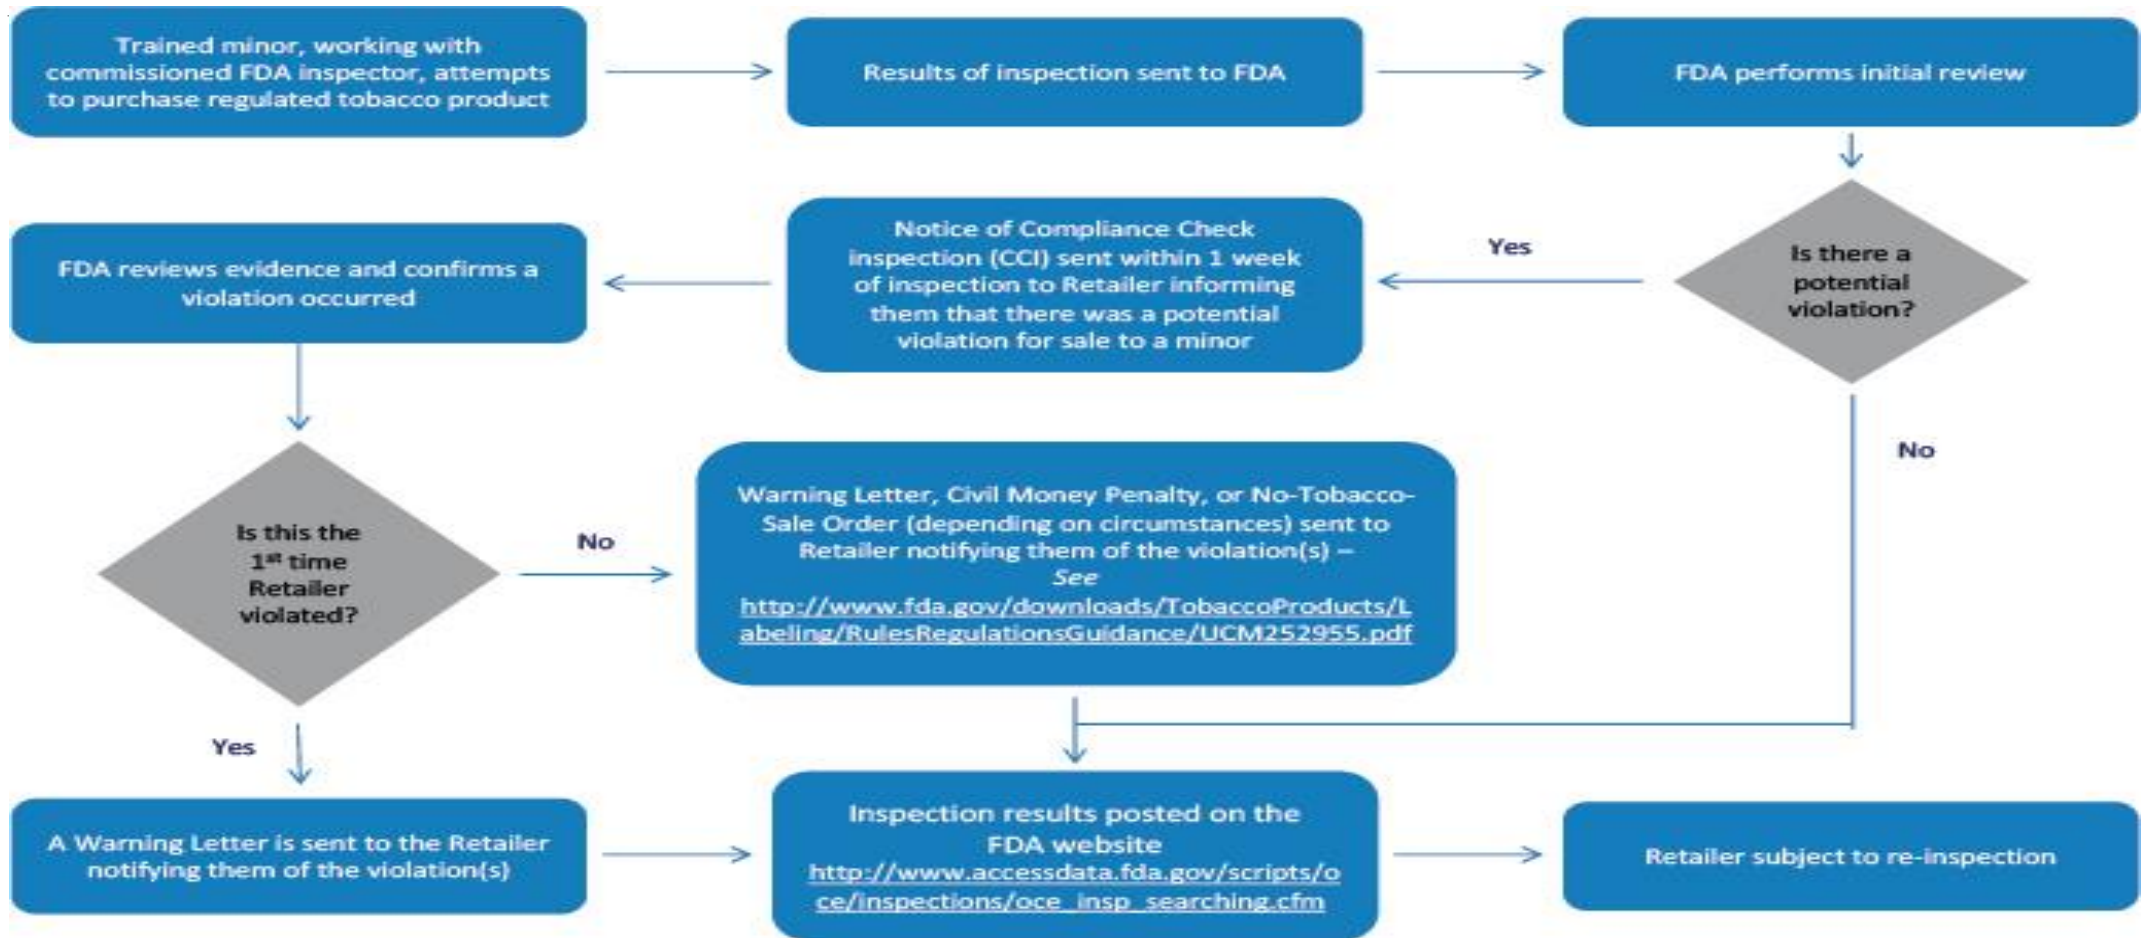 Trained minor, working with
commissioned FDA inspector, attempts
to purchase regulated tobacco product
Results of inspection sent to FDA
FDA performs initial review
Is there a
potential
violation?
Yes
No
Notice of Compliance Check
inspection (CCI) sent within 1 week
of inspection to Retailer informing
them that there was a potential
violation for sale to a minor
FDA reviews evidence and confirms a
violation occurred
Is this the
1st time
Retailer
violated?
No
Yes
Warning Letter, Civil Money Penalty, or No-Tobacco-
Sale Order (depending on circumstances) sent to
Retailer notifying them of the violation(s) –
See
http://www.fda.gov/downloads/TobaccoProducts/L
abeling/RulesRegulationsGuidance/UCM252955.pdf
A Warning Letter is sent to the Retailer
notifying them of the violation(s)
Inspection results posted on the
FDA website
http://www.accessdata.fda.gov/scripts/o
ce/inspections/oce_insp_searching.cfm
Retailer subject to re-inspection